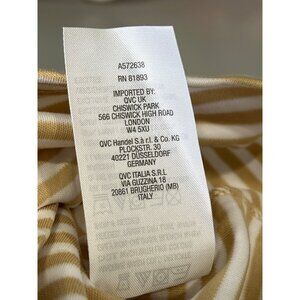 A572638
RN 81893
IMPORTED BY:
QVC UK
CHISWICK PARK
566 CHISWICK HIGH ROAD
LONDON
W4 5XU
QVC Handel S.à r.l. & Co. KG
PLOCKSTR. 30
40221 DÜSSELDORF
GERMANY
QVC ITALIA S.R.L
VIA GUZZINA 18
20861 BRUGHERIO (MB)
ITALY